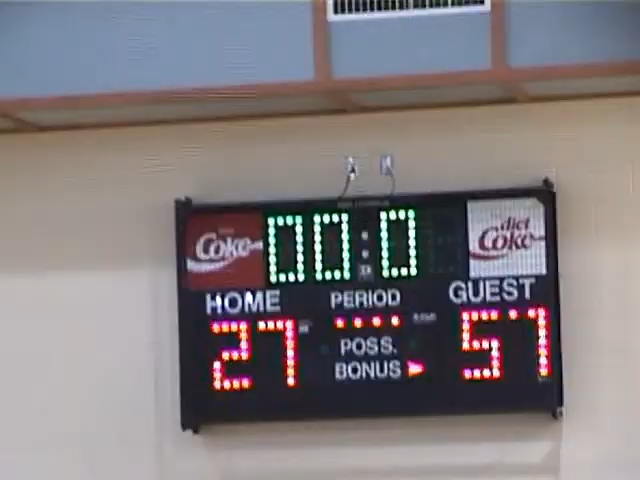 Coke 00:0 diet Coke
HOME PERIOD GUEST
27 57
POSS.
BONUS